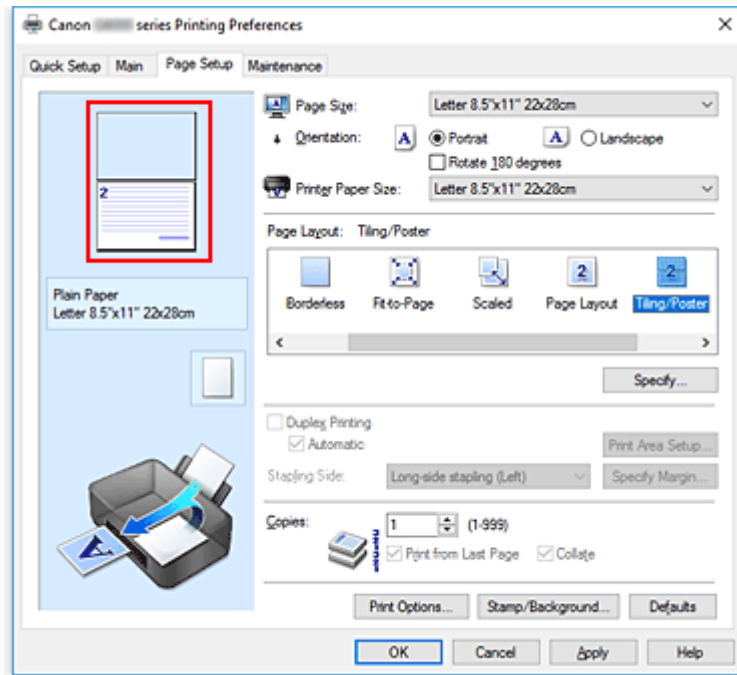 Canon series Printing Preferences
Quick Setup Main Page Setup Maintenance
2
Plain Paper
Letter 8.5"x11" 22x28cm
A
Page Size: Letter 8.5"x11" 22x28cm
Orientation: A Portrait A Landscape
Rotate 180 degrees
Printer Paper Size: Letter 8.5"x11" 22x28cm
Page Layout: Tiling/Poster
2 2
Borderless Fit-to-Page Scaled Page Layout Tiling/Poster
Specify...
Duplex Printing
Automatic Print Area Setup...
Stapling Side: Long-side stapling (Left) Specify Margin...
Copies: 1 (1-999)
Print from Last Page Collate
Print Options... Stamp/Background... Defaults
OK Cancel Apply Help